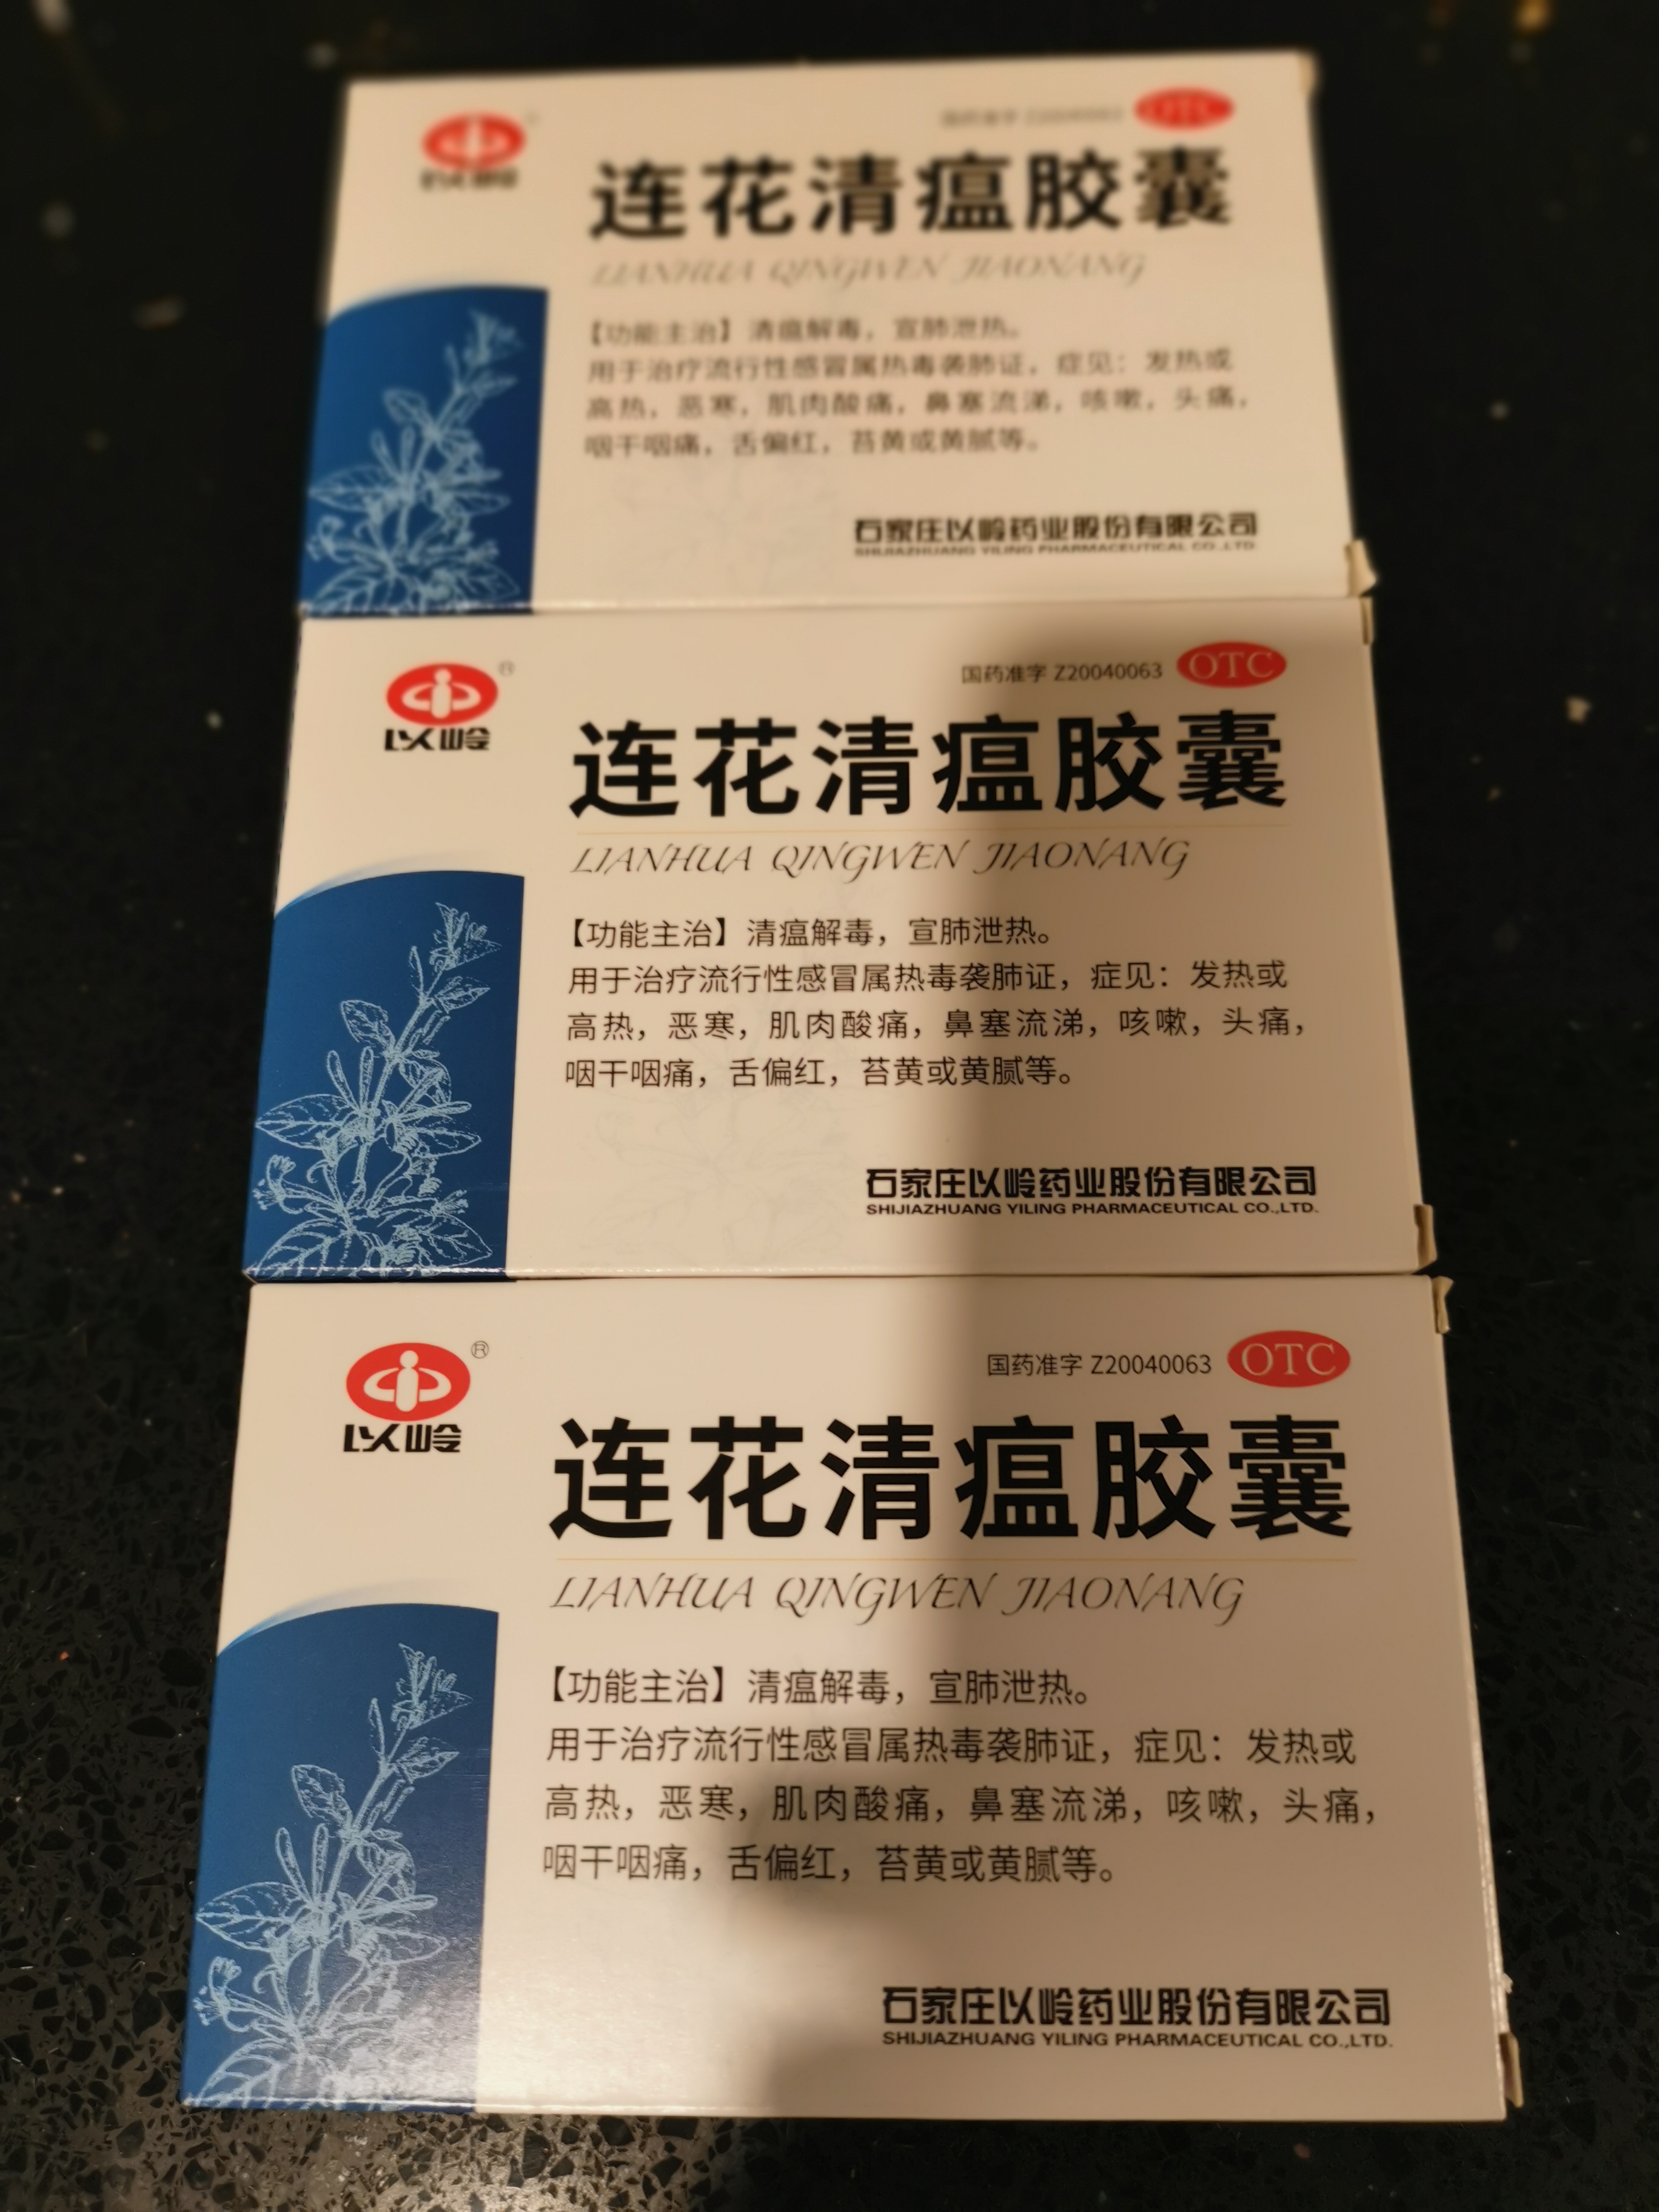 OTC
以岭
连花清瘟胶囊
LIANHUA QINGWEN JIAONANG
【功能主治】清瘟解毒，宣肺泄热。
用于治疗流行性感冒属热毒袭肺证，症见：发热或
高热，恶寒，肌肉酸痛，鼻塞流涕，咳嗽，头痛，
咽干咽痛，舌偏红，苔黄或黄腻等。
石家庄以岭药业股份有限公司
SHIJIAZHUANG YILING PHARMACEUTICAL CO.,LTD.
国药准字 Z20040063 OTC
®
以岭
连花清瘟胶囊
LIANHUA QINGWEN JIAONANG
【功能主治】清瘟解毒，宣肺泄热。
用于治疗流行性感冒属热毒袭肺证，症见：发热或
高热，恶寒，肌肉酸痛，鼻塞流涕，咳嗽，头痛，
咽干咽痛，舌偏红，苔黄或黄腻等。
石家庄以岭药业股份有限公司
SHIJIAZHUANG YILING PHARMACEUTICAL CO.,LTD.
®
国药准字 Z20040063 OTC
以岭
连花清瘟胶囊
LIANHUA QINGWEN JIAONANG
【功能主治】清瘟解毒，宣肺泄热。
用于治疗流行性感冒属热毒袭肺证，症见：发热或
高热，恶寒，肌肉酸痛，鼻塞流涕，咳嗽，头痛，
咽干咽痛，舌偏红，苔黄或黄腻等。
石家庄以岭药业股份有限公司
SHIJIAZHUANG YILING PHARMACEUTICAL CO.,LTD.